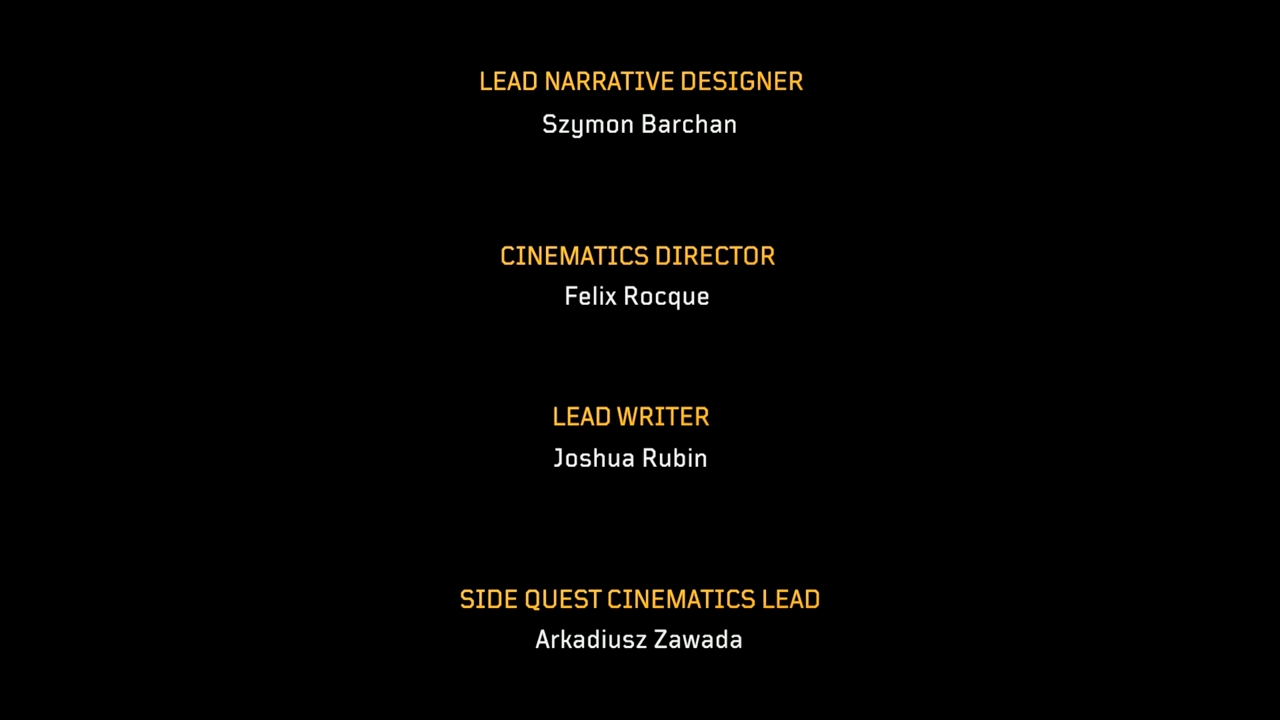 LEAD NARRATIVE DESIGNER
Szymon Barchan
CINEMATICS DIRECTOR
Felix Rocque
LEAD WRITER
Joshua Rubin
SIDE QUEST CINEMATICS LEAD
Arkadiusz Zawada